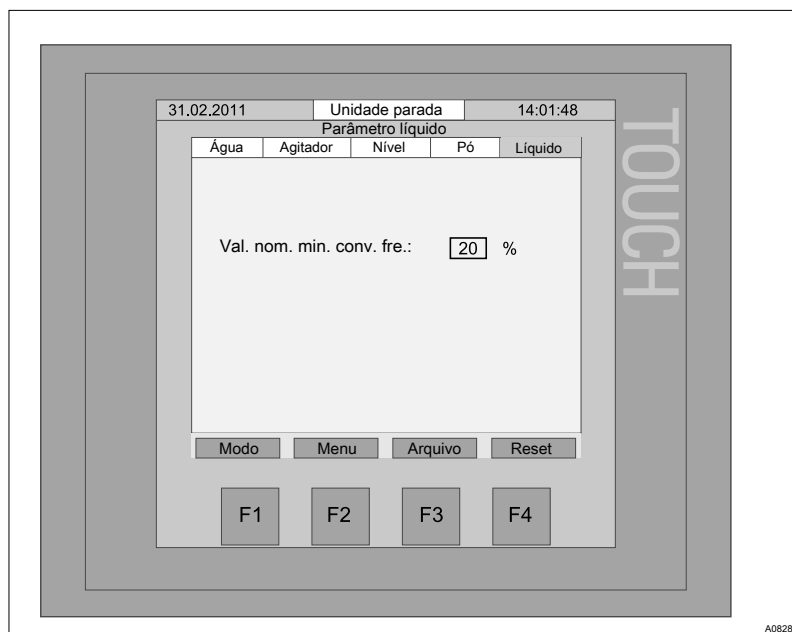 31.02.2011 Unidade parada 14:01:48
Parâmetro líquido
Água Agitador Nível Pó Líquido
Val. nom. min. conv. fre.: 20 %
Modo Menu Arquivo Reset
F1 F2 F3 F4
TOUCH
A0828